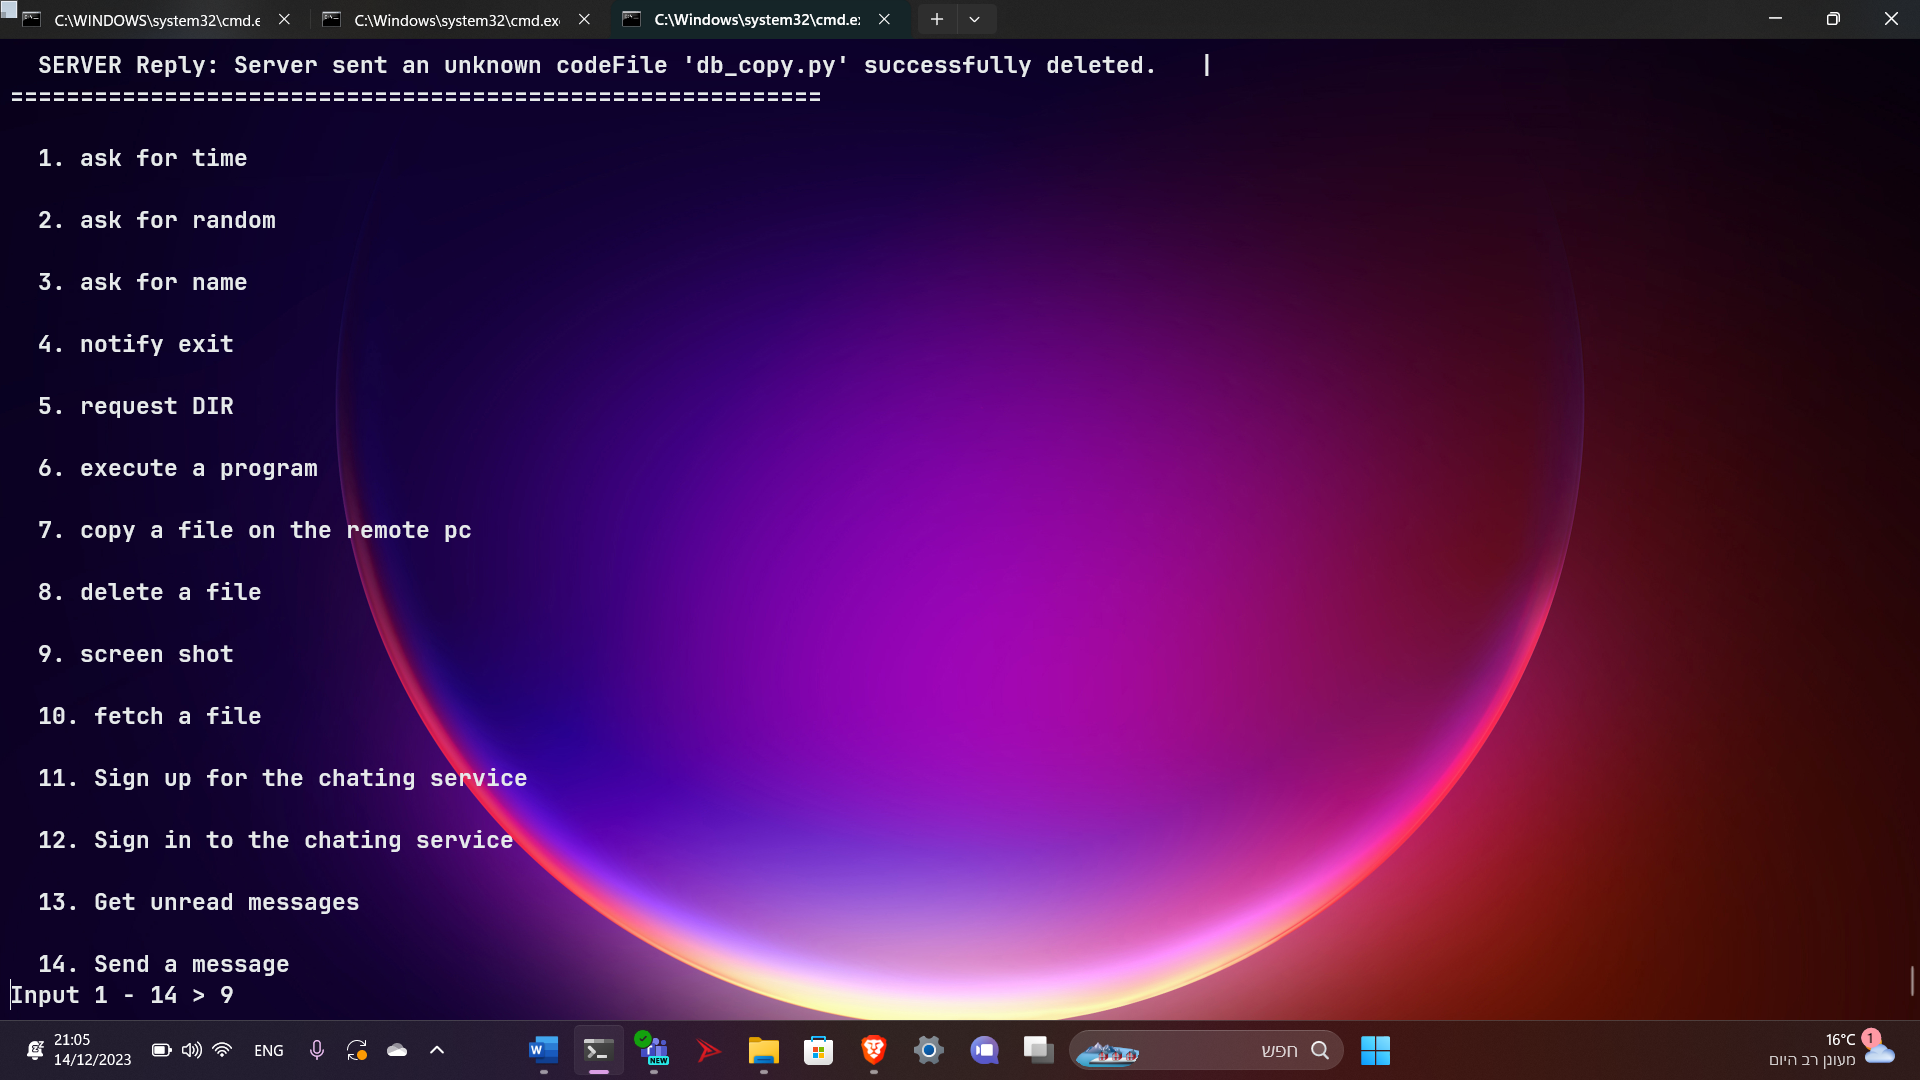 C:\WINDOWS\system32\cmd.e
C:\Windows\system32\cmd.ex
C:\Windows\system32\cmd.e:
SERVER Reply: Server sent an unknown codeFile 'db_copy.py' successfully deleted.   |
==========================================================
1. ask for time
2. ask for random
3. ask for name
4. notify exit
5. request DIR
6. execute a program
7. copy a file on the remote pc
8. delete a file
9. screen shot
10. fetch a file
11. Sign up for the chating service
12. Sign in to the chating service
13. Get unread messages
14. Send a message
Input 1 - 14 > 9
21:05
14/12/2023
ENG
W
NEW
חפש
16°C
1
מעונן רב היום